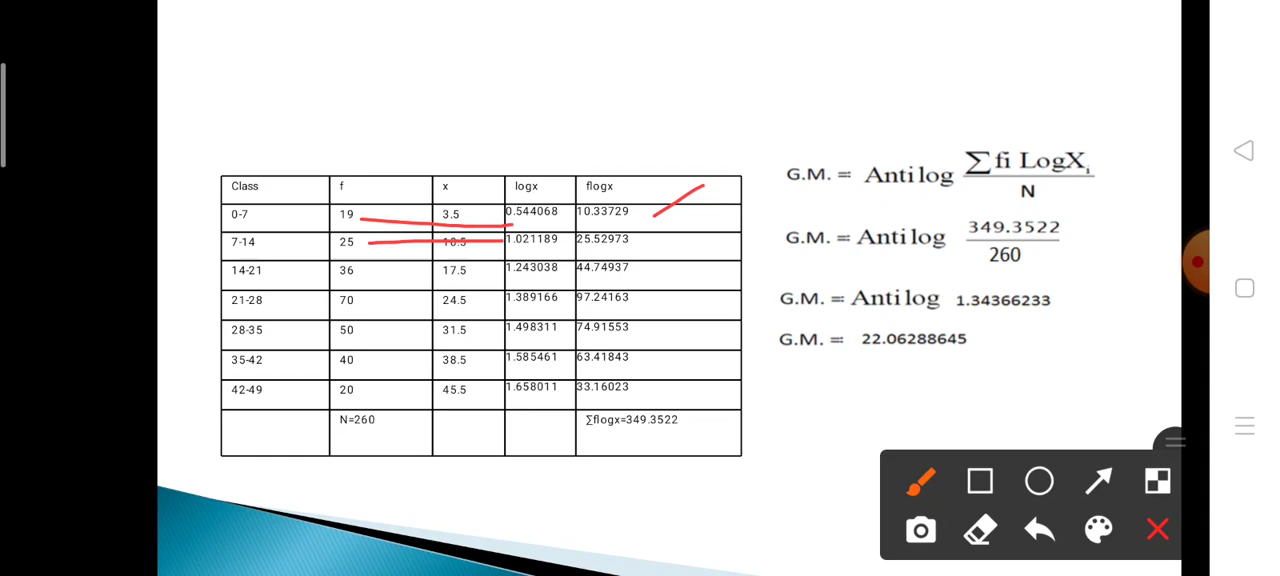 Class f x logx flogx
0-7 19 3.5 0.544068 10.33729
7-14 25 10.5 1.021189 25.52973
14-21 36 17.5 1.243038 44.74937
21-28 70 24.5 1.389166 97.24163
28-35 50 31.5 1.498311 74.91553
35-42 40 38.5 1.585461 63.41843
42-49 20 45.5 1.658011 33.16023
N=260 ∑flogx=349.3522
G.M. = Antilog ∑ fi LogXi
N
G.M. = Antilog 349.3522
260
G.M. = Antilog 1.34366233
G.M. = 22.06288645